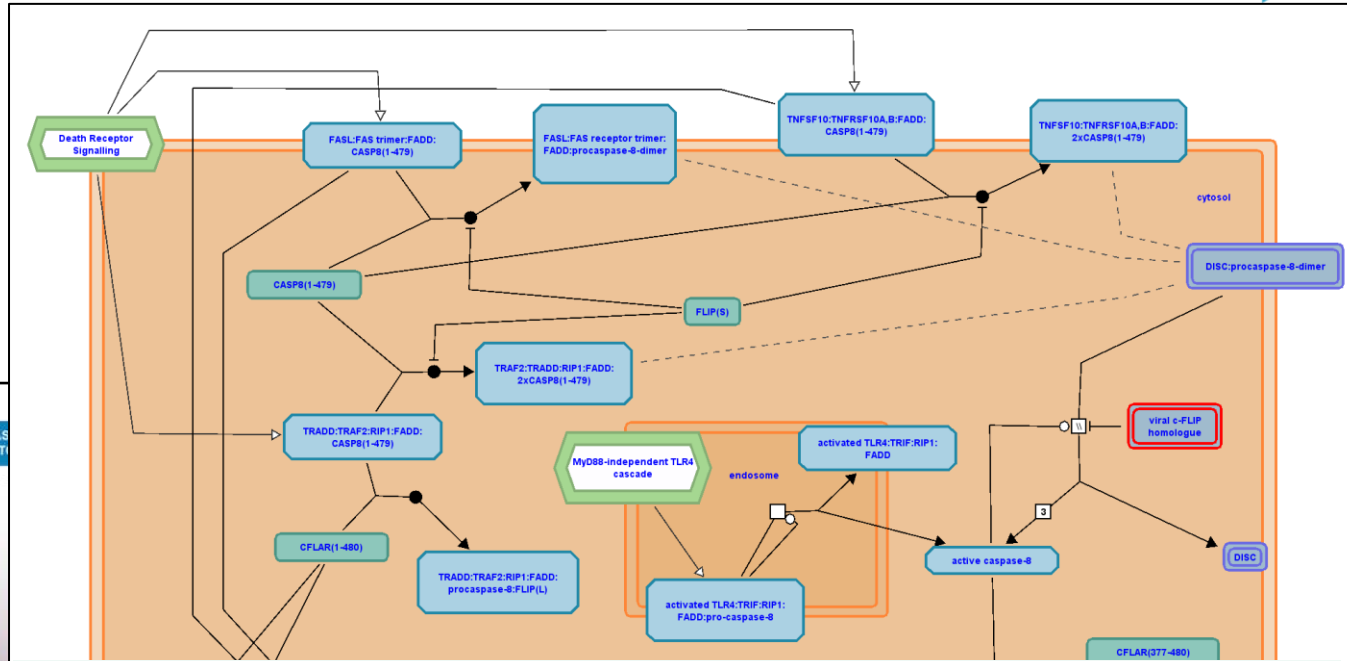 Death Receptor
Signalling
FASL:FAS trimer:FADD:
CASP8(1-479)
FASL:FAS receptor trimer:
FADD:procaspase-8-dimer
TNFSF10:TNFRSF10A,B:FADD:
CASP8(1-479)
TNFSF10:TNFRSF10A,B:FADD:
2xCASP8(1-479)
cytosol
DISC:procaspase-8-dimer
CASP8(1-479)
FLIP(S)
TRAF2:TRADD:RIP1:FADD:
2xCASP8(1-479)
TRADD:TRAF2:RIP1:FADD:
CASP8(1-479)
viral c-FLIP
homologue
\\
MyD88-independent TLR4
cascade
endosome
activated TLR4:TRIF:RIP1:
FADD
3
CFLAR(1-480)
TRADD:TRAF2:RIP1:FADD:
procaspase-8:FLIP(L)
active caspase-8
DISC
activated TLR4:TRIF:RIP1:
FADD:pro-caspase-8
CFLAR(377-480)